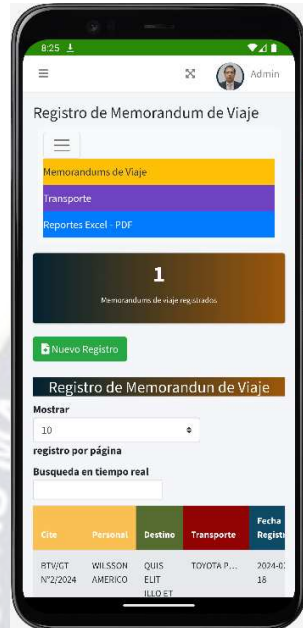 8:25
Admin
Registro de Memorandum de Viaje
Memorandums de Viaje
Transporte
Reportes Excel - PDF
1
Memorandums de viaje registrados
Nuevo Registro
Registro de Memorandun de Viaje
Mostrar
10
registro por página
Busqueda en tiempo real
Cite Personal Destino Transporte Fecha Registr
BTV/GT N°2/2024 WILSSON AMERICO QUIS ELIT ILLO ET TOYOTA P... 2024-0 18